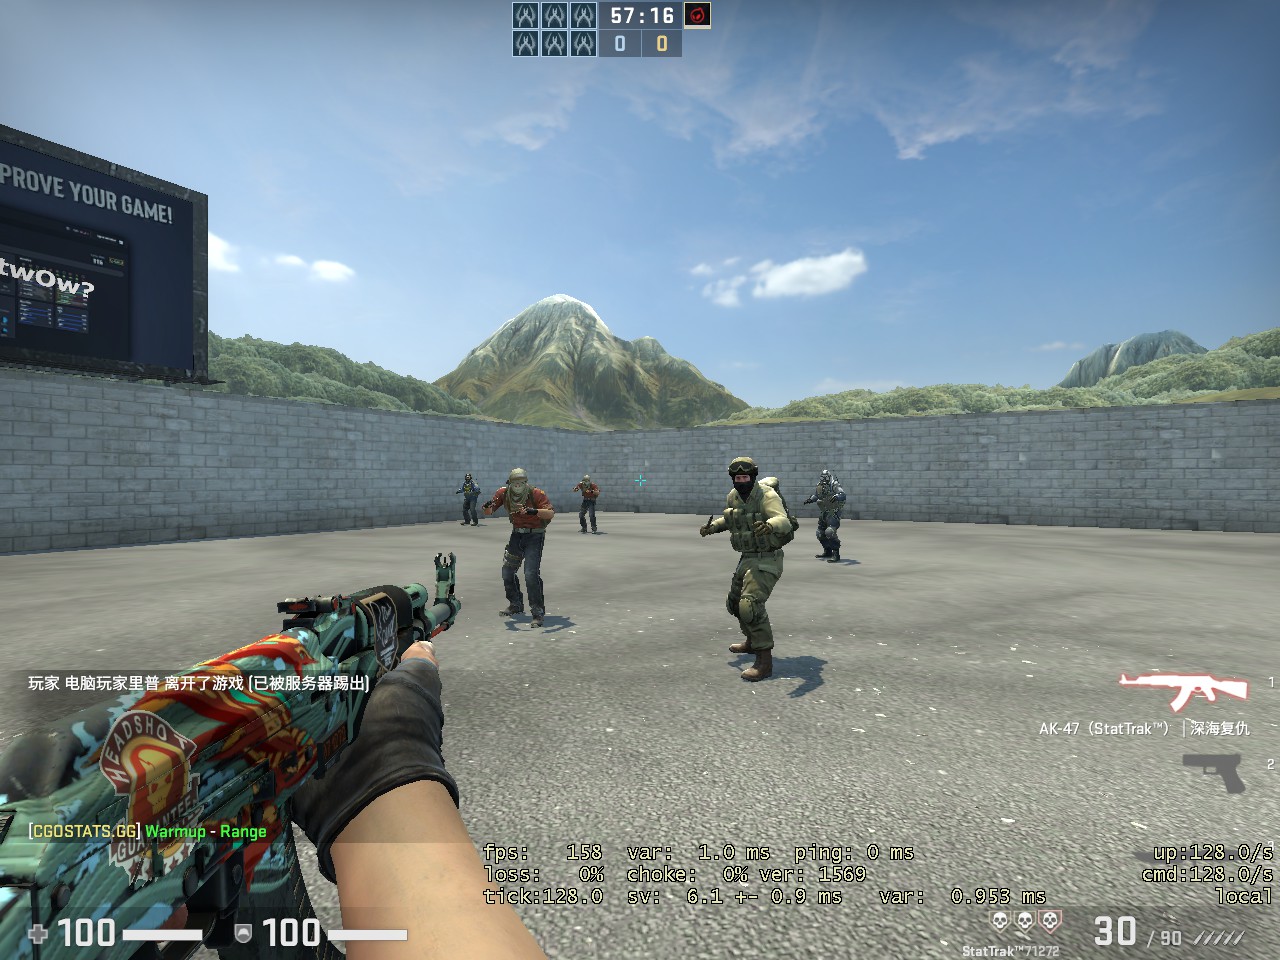 57:16
0 0
PROVE YOUR GAME!
twOw?
HEADSHOT
GUARANTEED
玩家 电脑玩家里普 离开了游戏 (已被服务器踢出)
1
AK-47（StatTrak™） | 深海复仇
2
[CGOSTATS.GG] Warmup - Range
fps: 158 var: 1.0 ms ping: 0 ms
loss: 0% choke: 0% ver: 1569
tick:128.0 sv: 6.1 +- 0.9 ms var: 0.953 ms
up:128.0/s
cmd:128.0/s
local
100 100
30 / 90
StatTrak™71272